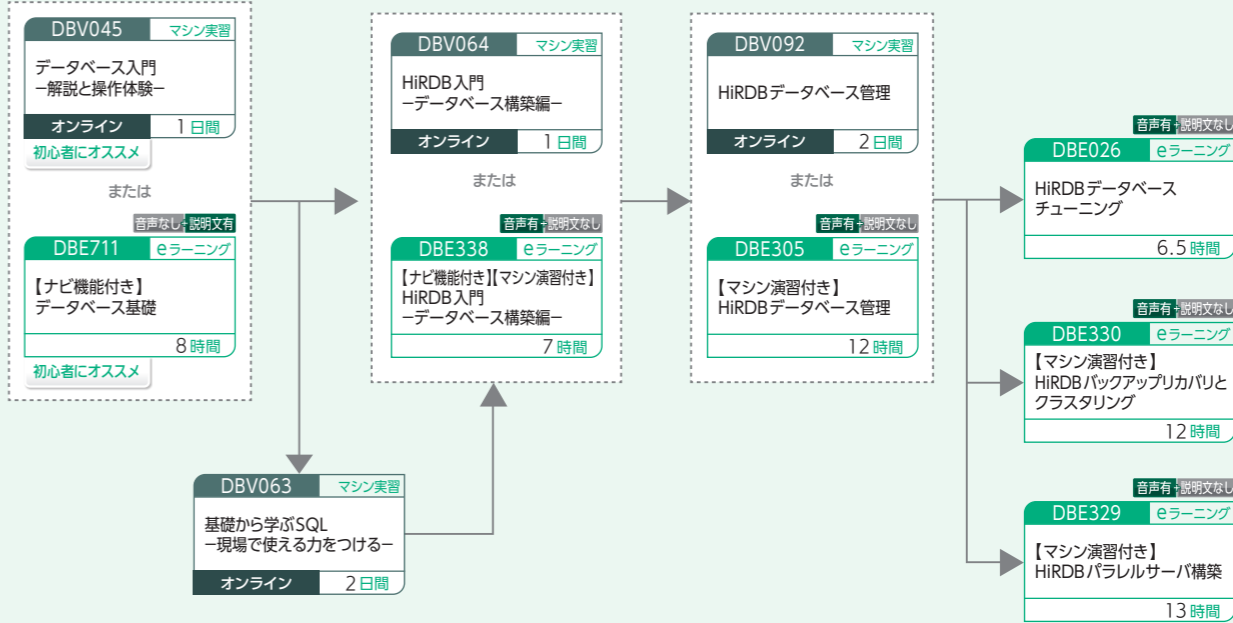 DBV045 マシン実習
データベース入門
−解説と操作体験−
オンライン 1日間
初心者にオススメ
または
音声なし+説明文有
DBE711 eラーニング
【ナビ機能付き】
データベース基礎
8時間
初心者にオススメ
DBV064 マシン実習
HiRDB入門
−データベース構築編−
オンライン 1日間
または
音声有+説明文なし
DBE338 eラーニング
【ナビ機能付き】【マシン演習付き】
HiRDB入門
−データベース構築編−
7時間
DBV063 マシン実習
基礎から学ぶSQL
−現場で使える力をつける−
オンライン 2日間
DBV092 マシン実習
HiRDBデータベース管理
オンライン 2日間
または
音声有+説明文なし
DBE305 eラーニング
【マシン演習付き】
HiRDBデータベース管理
12時間
音声有+説明文なし
DBE026 eラーニング
HiRDBデータベース
チューニング
6.5時間
音声有+説明文なし
DBE330 eラーニング
【マシン演習付き】
HiRDBバックアップリカバリと
クラスタリング
12時間
音声有+説明文なし
DBE329 eラーニング
【マシン演習付き】
HiRDBパラレルサーバ構築
13時間